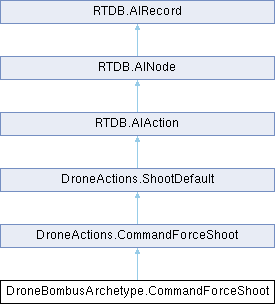 RTDB.AIRecord
RTDB.AINode
RTDB.AIAction
DroneActions.ShootDefault
DroneActions.CommandForceShoot
DroneBombusArchetype.CommandForceShoot